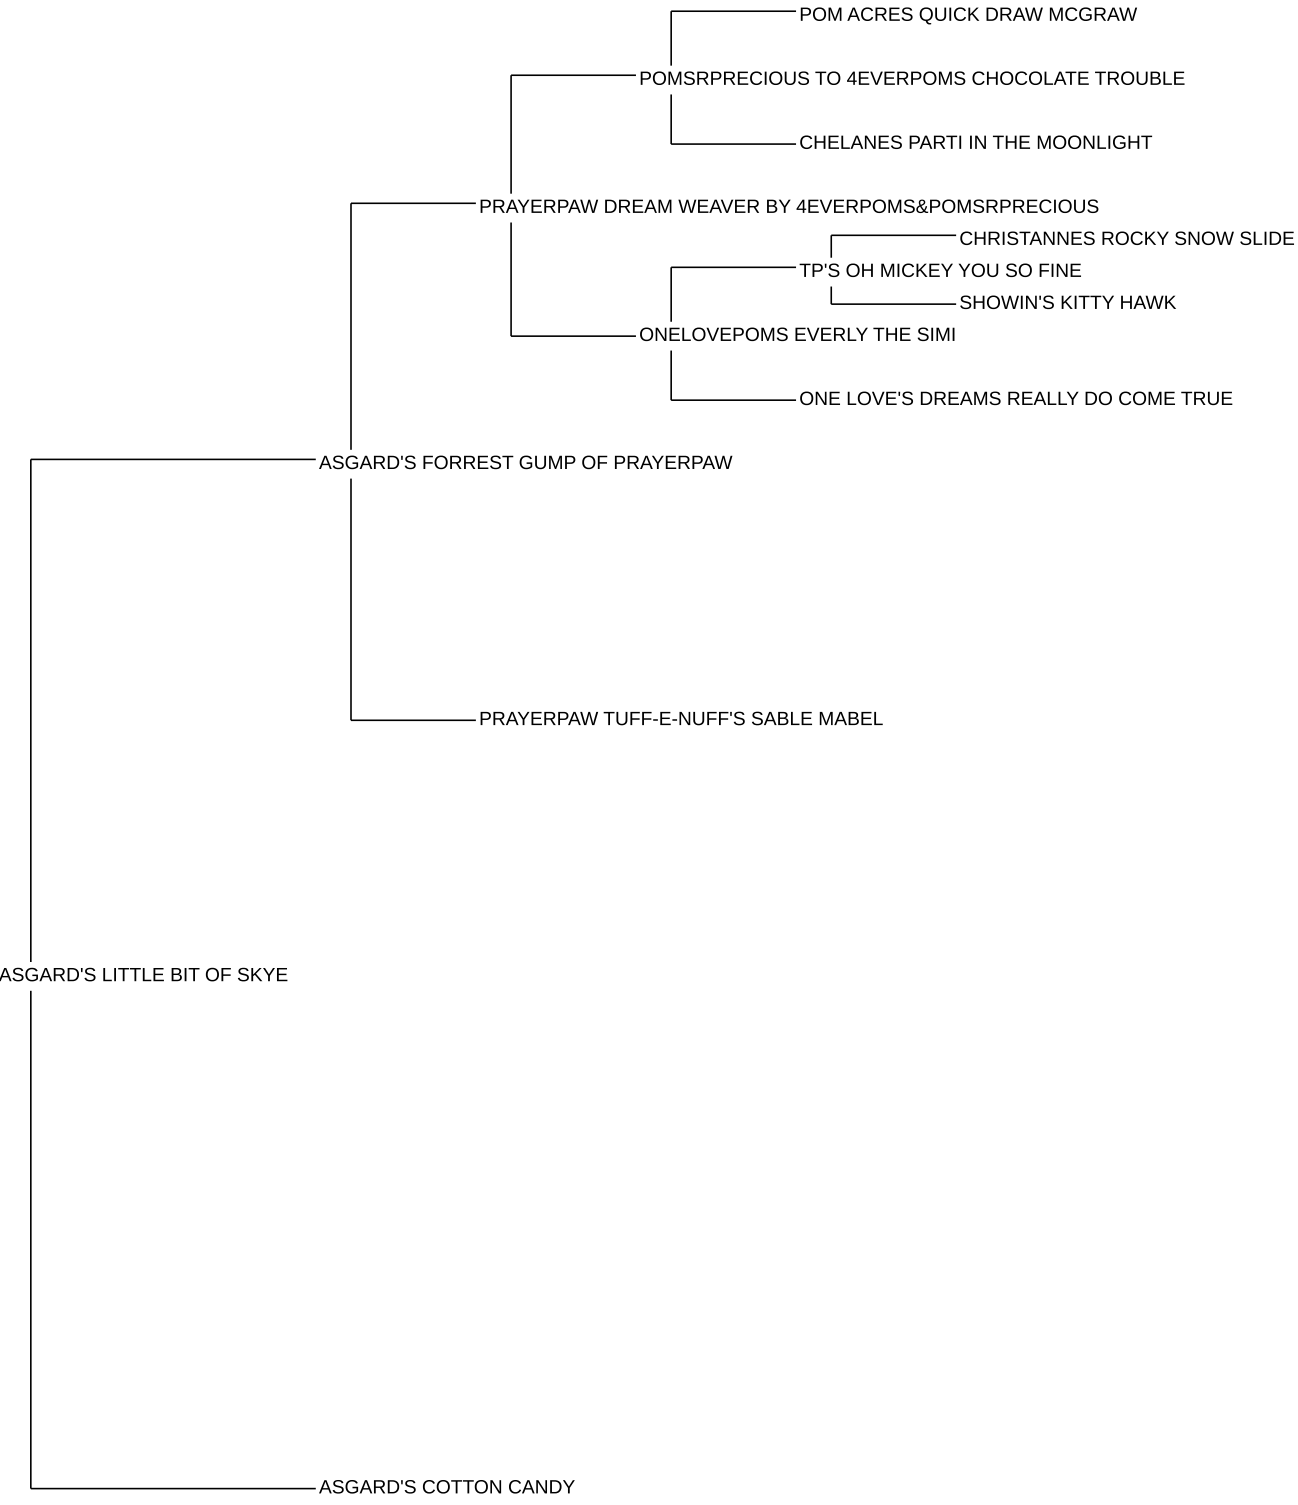 POM ACRES QUICK DRAW MCGRAW
POMSRPRECIOUS TO 4EVERPOMS CHOCOLATE TROUBLE
CHELANES PARTI IN THE MOONLIGHT
PRAYERPAW DREAM WEAVER BY 4EVERPOMS&POMSRPRECIOUS
CHRISTANNES ROCKY SNOW SLIDE
TP'S OH MICKEY YOU SO FINE
SHOWIN'S KITTY HAWK
ONELOVEPOMS EVERLY THE SIMI
ONE LOVE'S DREAMS REALLY DO COME TRUE
ASGARD'S FORREST GUMP OF PRAYERPAW
PRAYERPAW TUFF-E-NUFF'S SABLE MABEL
ASGARD'S LITTLE BIT OF SKYE
ASGARD'S COTTON CANDY